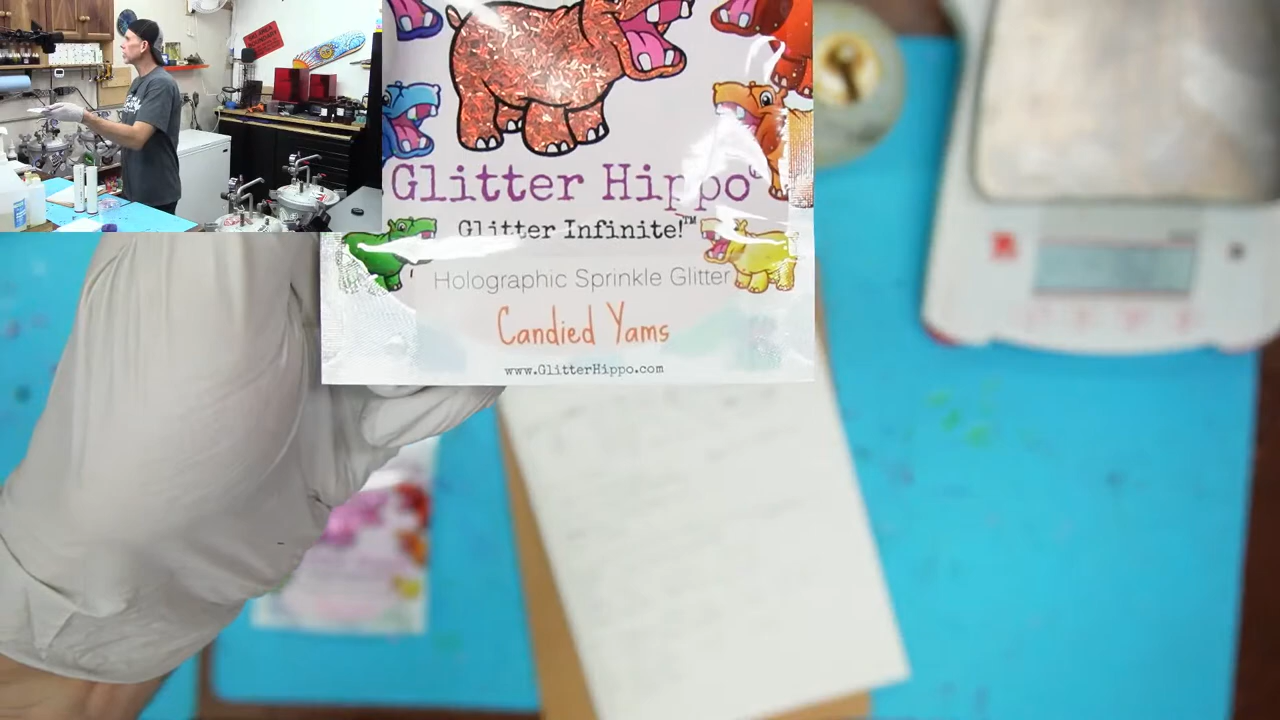 Glitter Hippo®
Glitter Infinite!™
Holographic Sprinkle Glitter
Candied Yams
www.GlitterHippo.com